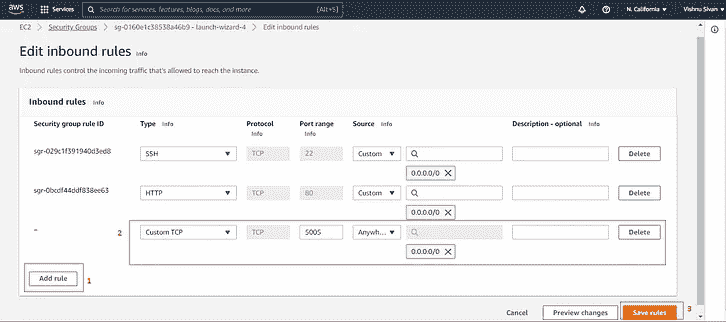 aws Services Search for services, features, blogs, docs, and more [Alt+S] N. California Vishnu Sivan
EC2 > Security Groups > sg-0160e1c38538a46b9 - launch-wizard-4 > Edit inbound rules
Edit inbound rules Info
Inbound rules control the incoming traffic that's allowed to reach the instance.
Inbound rules Info
Security group rule ID Type Info Protocol Info Port range Info Source Info Description - optional Info
sgr-029c1f391940d3ed8 SSH TCP 22 Custom Delete
0.0.0.0/0
sgr-0bcdf44ddf838ee63 HTTP TCP 80 Custom Delete
0.0.0.0/0
- 2 Custom TCP TCP 5005 Anywh... Delete
0.0.0.0/0
Add rule 1
Cancel Preview changes Save rules 3